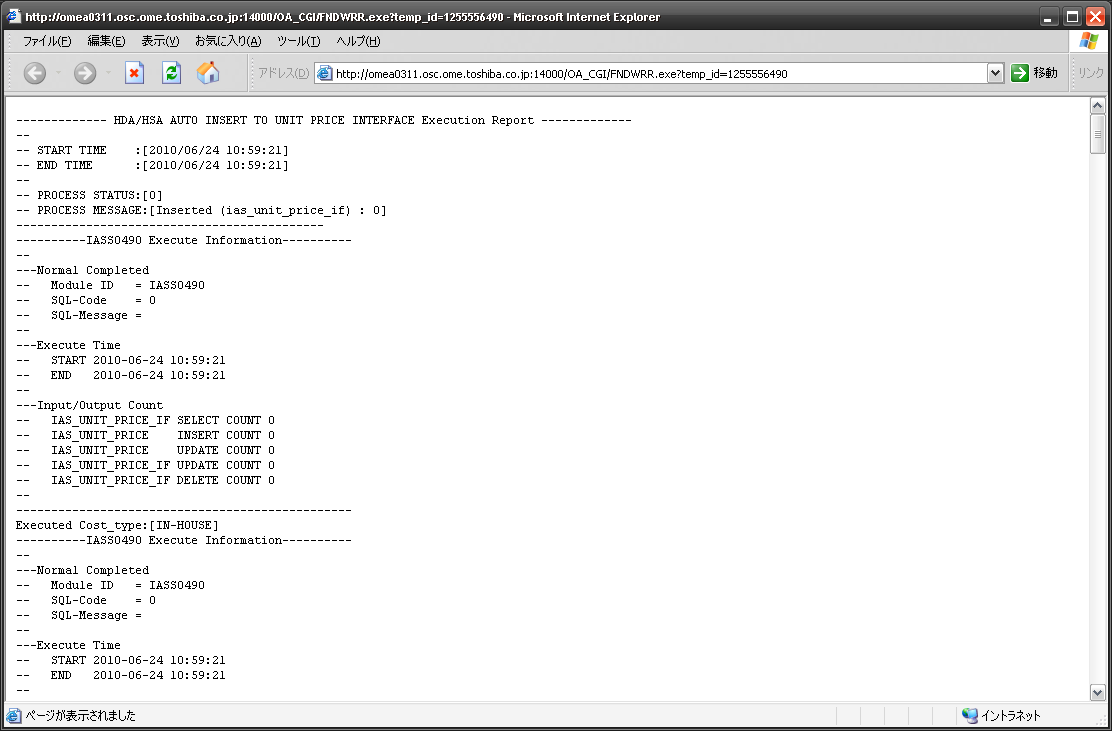 http://omea0311.osc.ome.toshiba.co.jp:14000/OA_CGI/FNDWRR.exe?temp_id=1255556490 - Microsoft Internet Explorer
ファイル(F) 編集(E) 表示(V) お気に入り(A) ツール(T) ヘルプ(H)
アドレス(D) http://omea0311.osc.ome.toshiba.co.jp:14000/OA_CGI/FNDWRR.exe?temp_id=1255556490 移動 リンク
------------- HDA/HSA AUTO INSERT TO UNIT PRICE INTERFACE Execution Report -------------
--
-- START TIME    :[2010/06/24 10:59:21]
-- END TIME      :[2010/06/24 10:59:21]
--
-- PROCESS STATUS:[0]
-- PROCESS MESSAGE:[Inserted (ias_unit_price_if) : 0]
--------------------------------------------
----------IASS0490 Execute Information----------
--
---Normal Completed
--   Module ID   = IASS0490
--   SQL-Code    = 0
--   SQL-Message =
--
---Execute Time
--   START 2010-06-24 10:59:21
--   END   2010-06-24 10:59:21
--
---Input/Output Count
--   IAS_UNIT_PRICE_IF SELECT COUNT 0
--   IAS_UNIT_PRICE    INSERT COUNT 0
--   IAS_UNIT_PRICE    UPDATE COUNT 0
--   IAS_UNIT_PRICE_IF UPDATE COUNT 0
--   IAS_UNIT_PRICE_IF DELETE COUNT 0
--
------------------------------------------------
Executed Cost_type:[IN-HOUSE]
----------IASS0490 Execute Information----------
--
---Normal Completed
--   Module ID   = IASS0490
--   SQL-Code    = 0
--   SQL-Message =
--
---Execute Time
--   START 2010-06-24 10:59:21
--   END   2010-06-24 10:59:21
--
ページが表示されました イントラネット